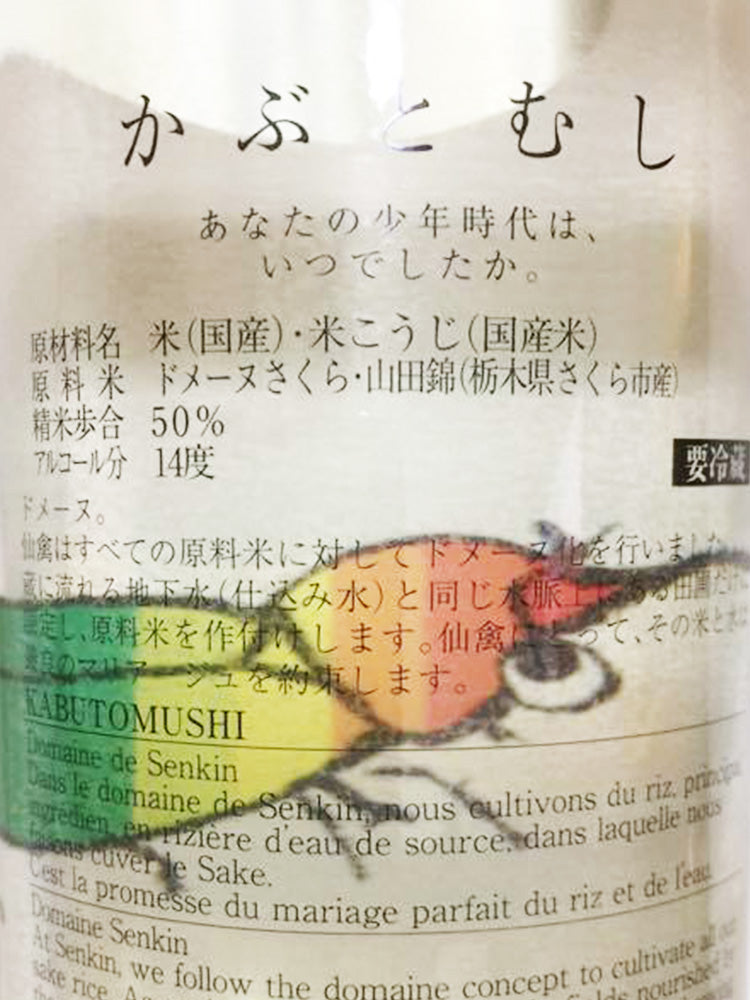 かぶとむし
あなたの少年時代は、
いつでしたか。
原材料名 米(国産)・米こうじ(国産米)
原料米 ドメーヌさくら・山田錦(栃木県さくら市産)
精米歩合 50%
アルコール分 14度
要冷蔵
ドメーヌ。
仙禽はすべての原料米に対してドメーヌ化を行いました
蔵に流れる地下水(仕込み水)と同じ水脈上にある田圃だけ
限定し、原料米を作付けします。仙禽にとって、その米と水
最良のマリアージュを約束します。
KABUTOMUSHI
Domaine de Senkin
Dans le domaine de Senkin, nous cultivons du riz, principal
ingrédien, en rizière d'eau de source, dans laquelle nous
faisons cuver le Sake.
C'est la promesse du mariage parfait du riz et de l'eau.
Domaine Senkin
At Senkin, we follow the domaine concept to cultivate all our
sake rice.
nourished by